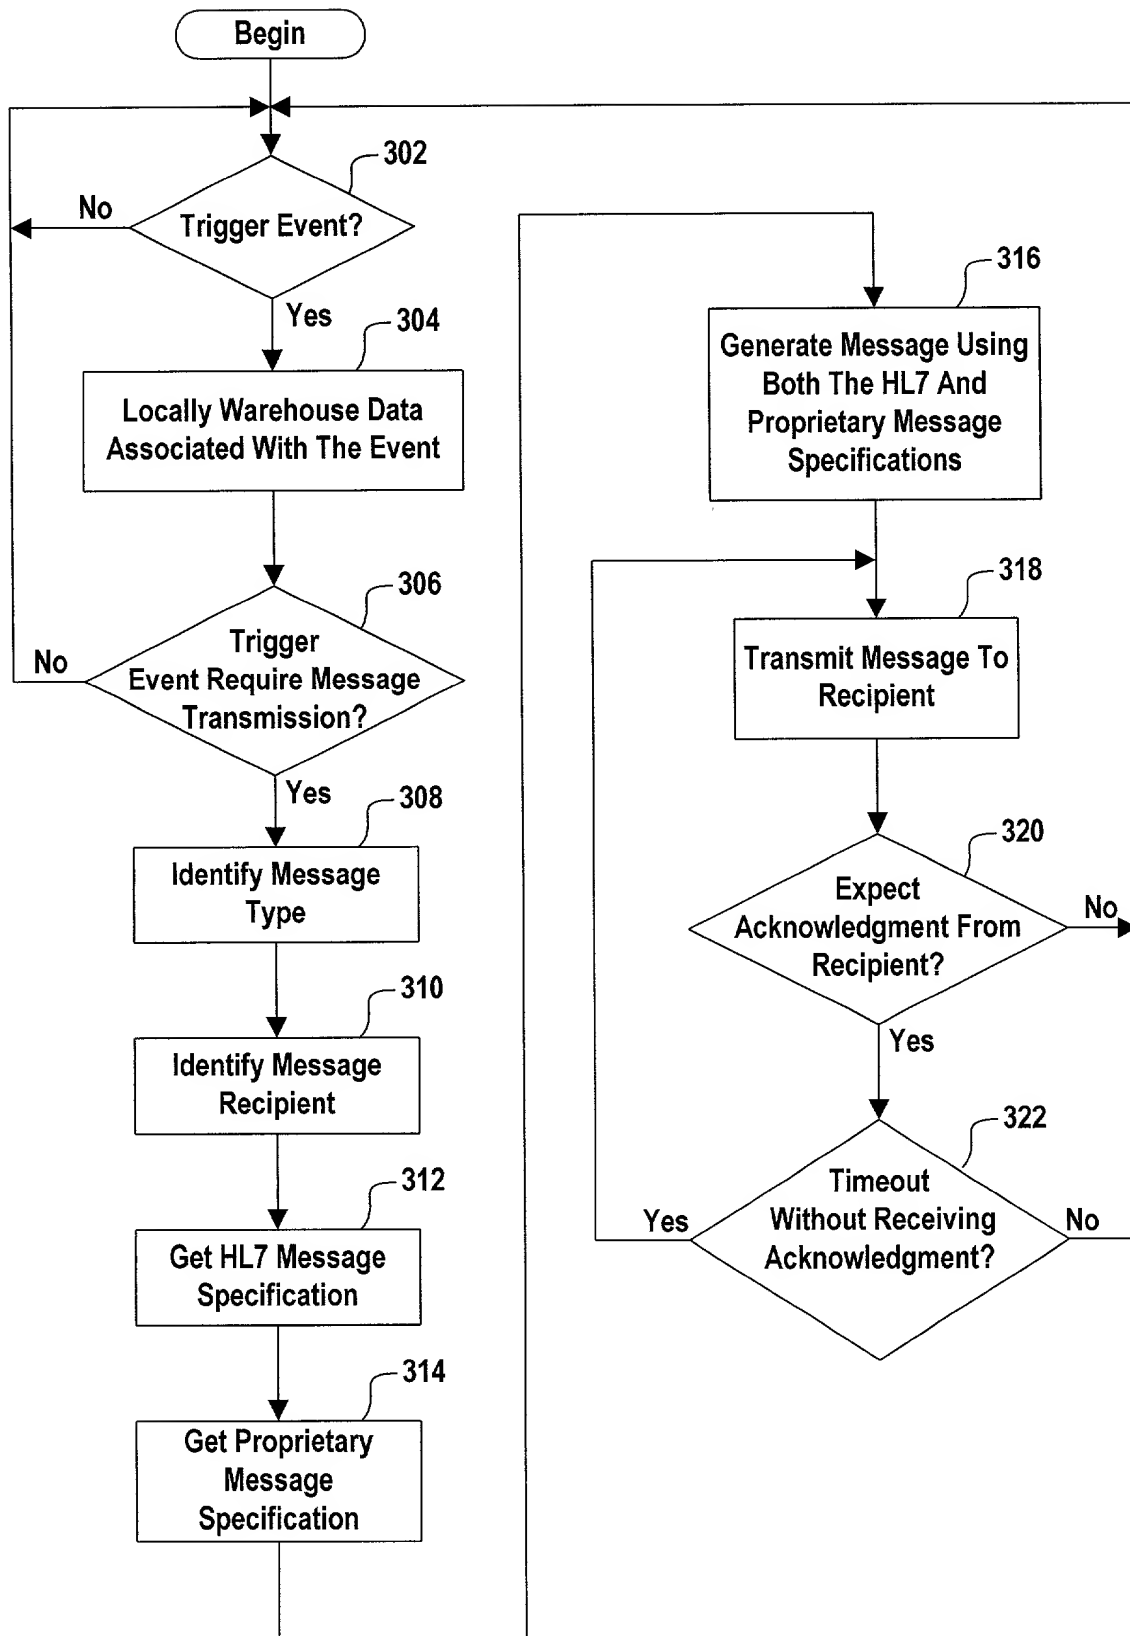 Begin
302
Trigger Event?
No
Yes
304
Locally Warehouse Data
Associated With The Event
306
Trigger
Event Require Message
Transmission?
No
Yes
308
Identify Message
Type
310
Identify Message
Recipient
312
Get HL7 Message
Specification
314
Get Proprietary
Message
Specification
316
Generate Message Using
Both The HL7 And
Proprietary Message
Specifications
318
Transmit Message To
Recipient
320
Expect
Acknowledgment From
Recipient?
No
Yes
322
Timeout
Without Receiving
Acknowledgment?
Yes
No